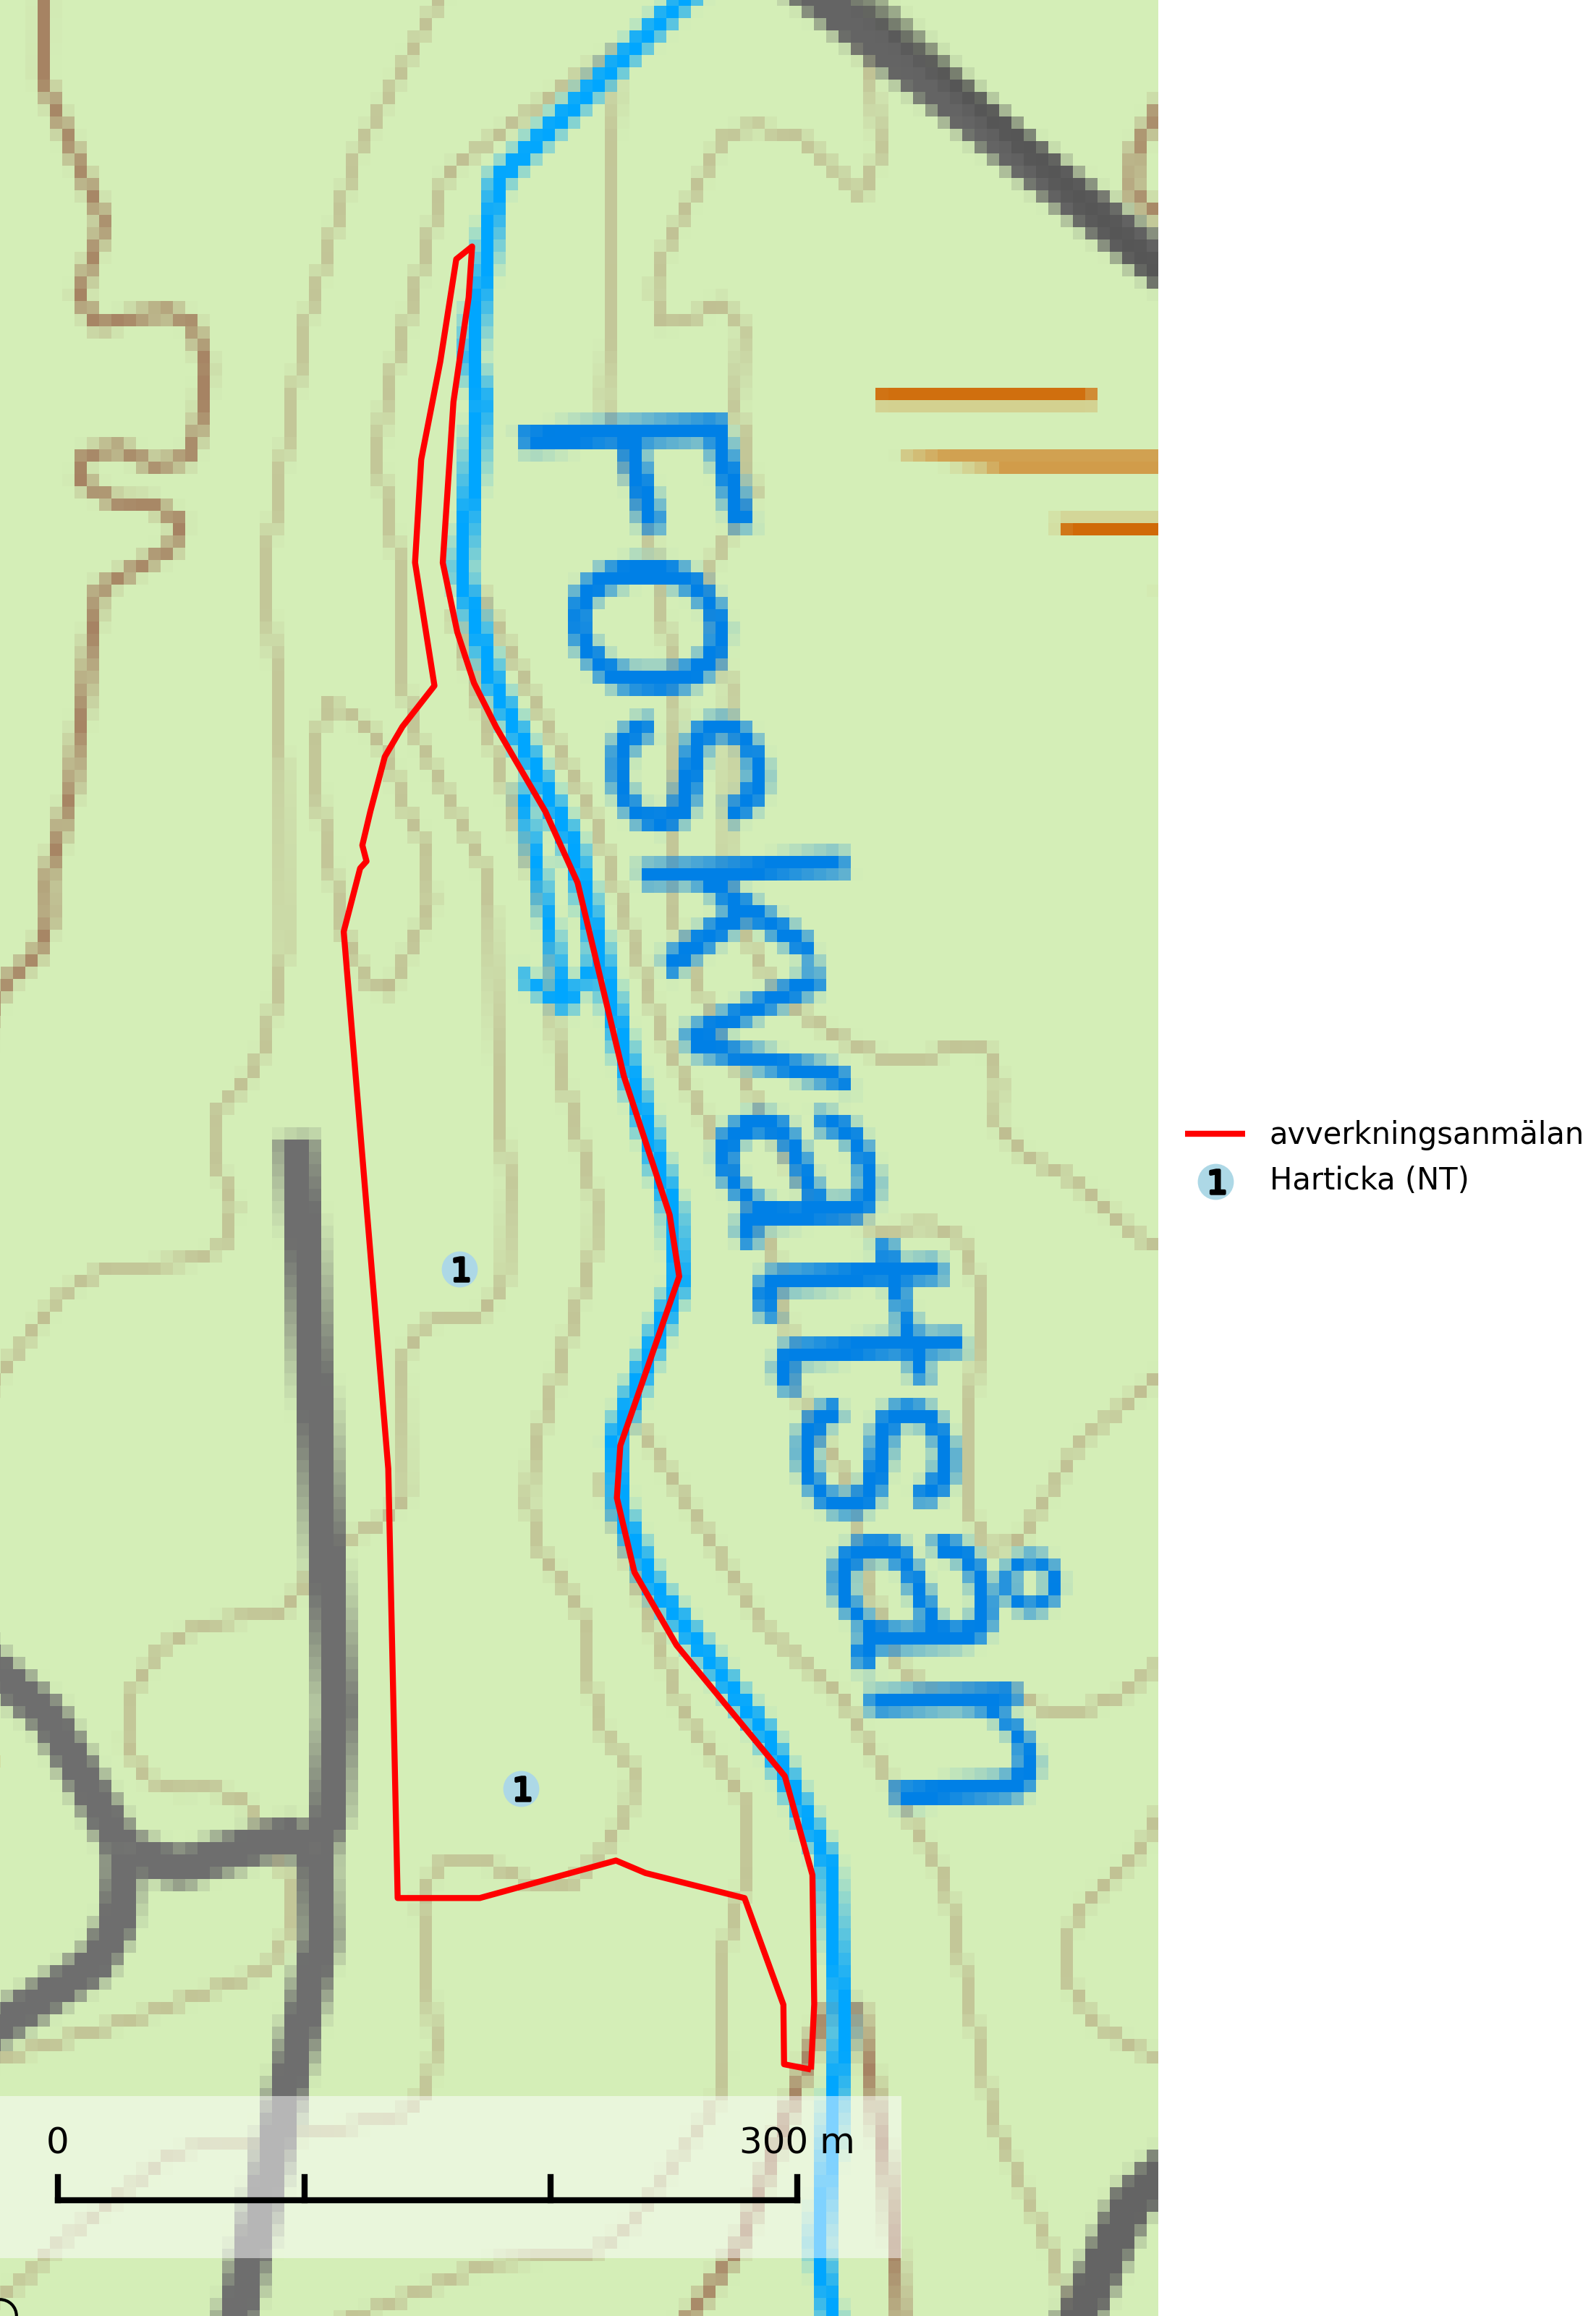 Foskvattsån
avverkningsanmälan
1 Harticka (NT)
1
1
0 300 m